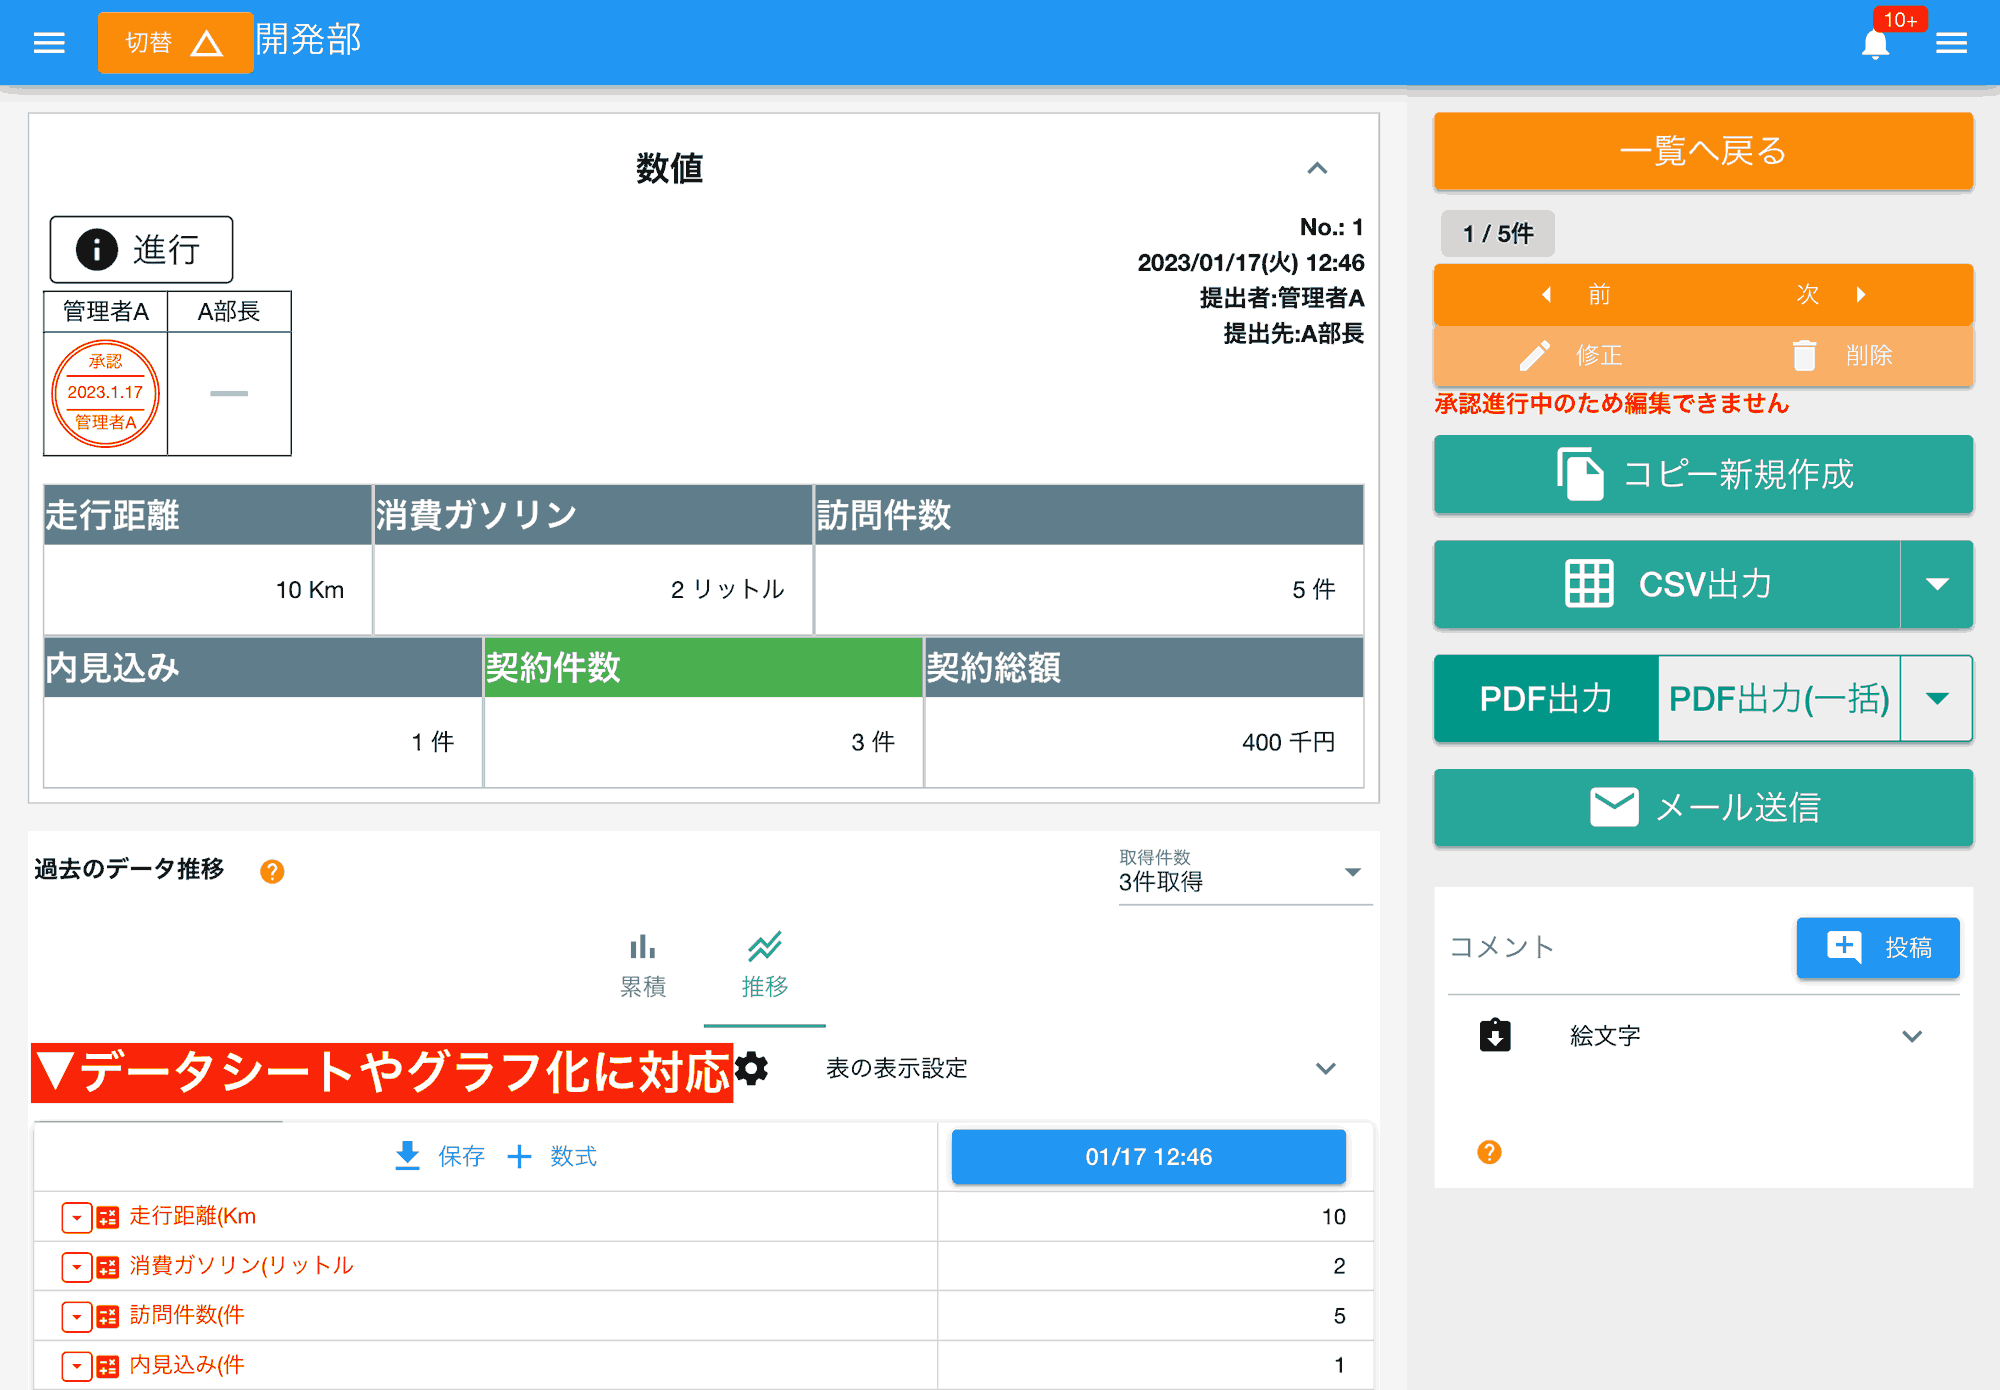 切替 開発部
10+
数値
進行
No.: 1
2023/01/17(火) 12:46
提出者:管理者A
提出先:A部長
管理者A A部長
承認
2023.1.17
管理者A
走行距離 消費ガソリン 訪問件数
10 Km 2 リットル 5 件
内見込み 契約件数 契約総額
1 件 3 件 400 千円
過去のデータ推移 ?
取得件数
3件取得
累積 推移
▼データシートやグラフ化に対応
表の表示設定
保存 + 数式 01/17 12:46
走行距離(Km 10
消費ガソリン(リットル 2
訪問件数(件 5
内見込み(件 1
一覧へ戻る
1 / 5件
前 次
修正 削除
承認進行中のため編集できません
コピー新規作成
CSV出力
PDF出力 PDF出力(一括)
メール送信
コメント 投稿
絵文字
?